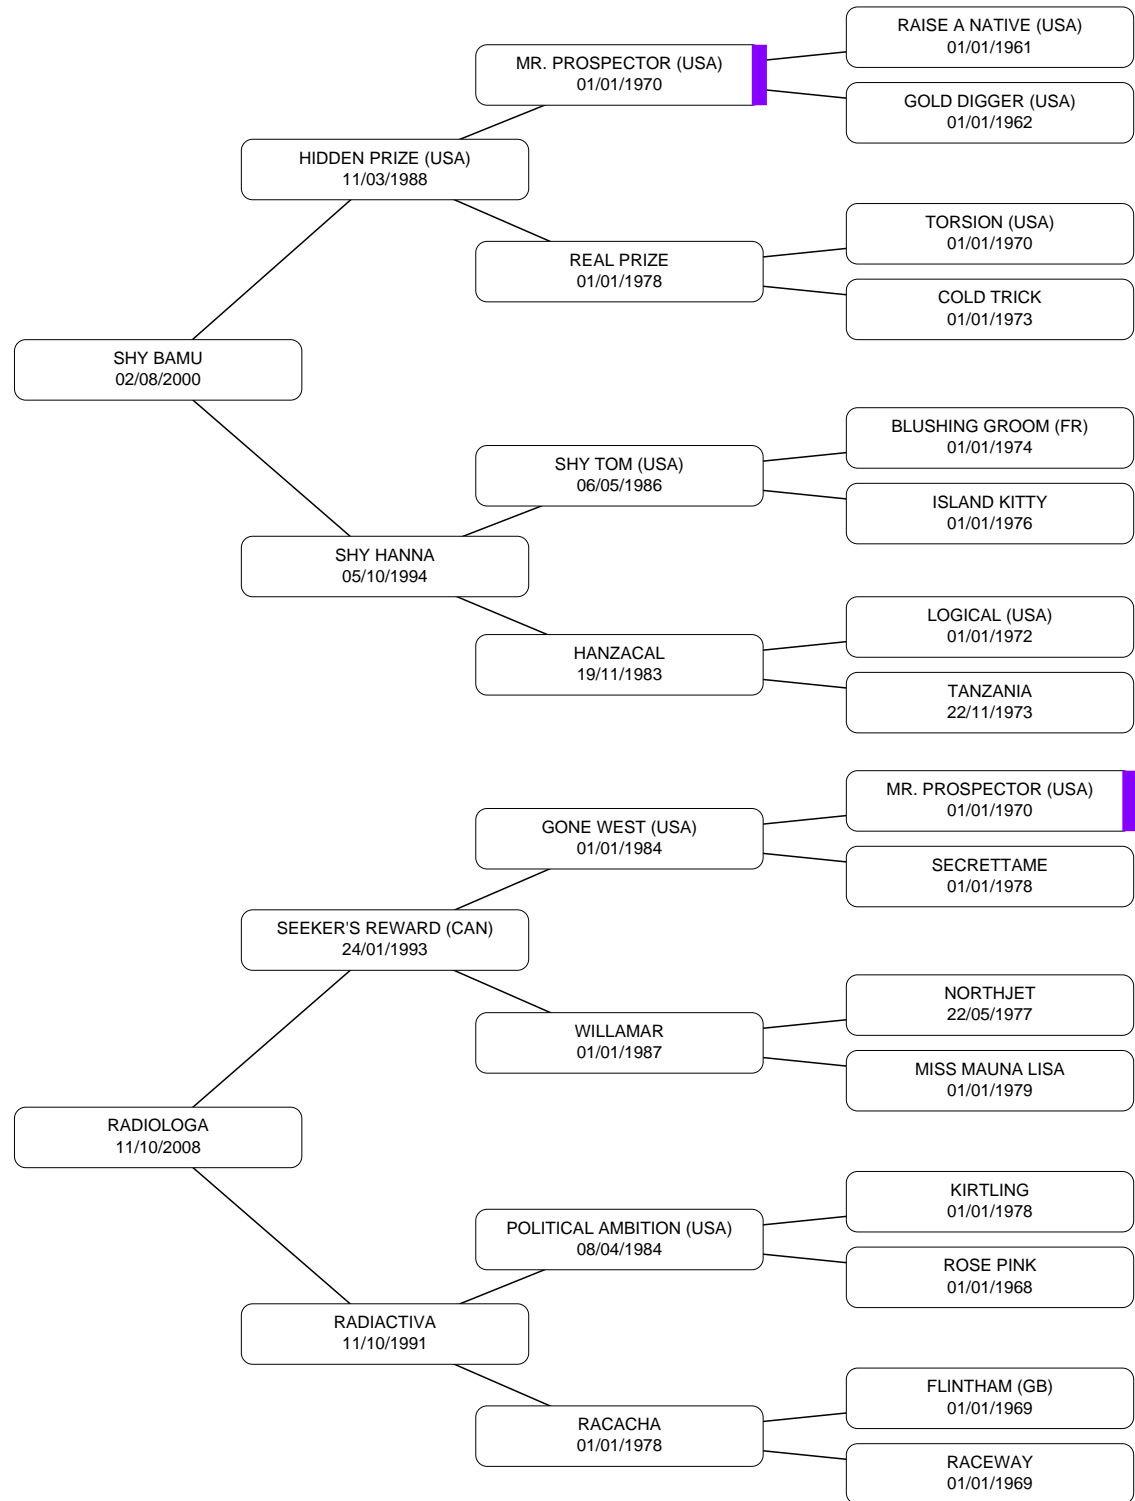 RAISE A NATIVE (USA)
01/01/1961
MR. PROSPECTOR (USA)
01/01/1970
GOLD DIGGER (USA)
01/01/1962
HIDDEN PRIZE (USA)
11/03/1988
TORSION (USA)
01/01/1970
REAL PRIZE
01/01/1978
COLD TRICK
01/01/1973
SHY BAMU
02/08/2000
BLUSHING GROOM (FR)
01/01/1974
SHY TOM (USA)
06/05/1986
ISLAND KITTY
01/01/1976
SHY HANNA
05/10/1994
LOGICAL (USA)
01/01/1972
HANZACAL
19/11/1983
TANZANIA
22/11/1973
MR. PROSPECTOR (USA)
01/01/1970
GONE WEST (USA)
01/01/1984
SECRETTAME
01/01/1978
SEEKER'S REWARD (CAN)
24/01/1993
NORTHJET
22/05/1977
WILLAMAR
01/01/1987
MISS MAUNA LISA
01/01/1979
RADIOLOGA
11/10/2008
KIRTLING
01/01/1978
POLITICAL AMBITION (USA)
08/04/1984
ROSE PINK
01/01/1968
RADIACTIVA
11/10/1991
FLINTHAM (GB)
01/01/1969
RACACHA
01/01/1978
RACEWAY
01/01/1969